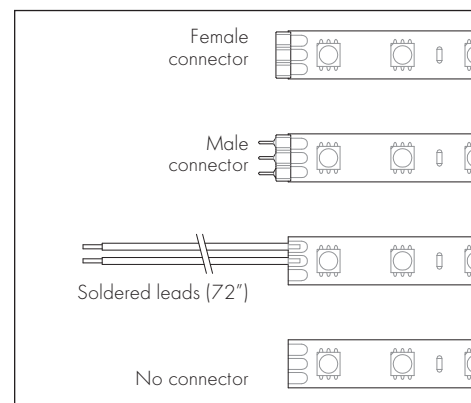 Female
connector
Male
connector
Soldered leads (72”)
No connector